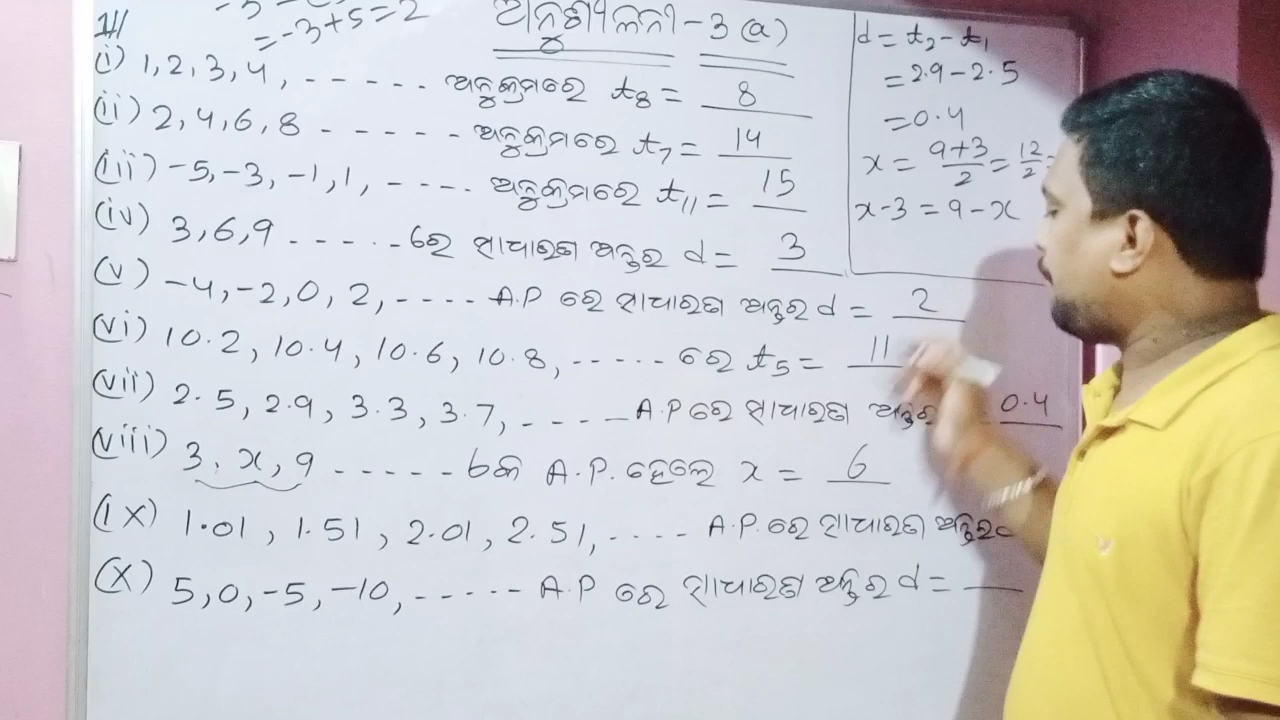 = -3+5 = 2
ଅନୁଶୀଳନୀ - 3 (a)
1//
(i) 1, 2, 3, 4, ------ ଅନୁକ୍ରମରେ t₈ = 8
(ii) 2, 4, 6, 8 ------ ଅନୁକ୍ରମରେ t₇ = 14
(iii) -5, -3, -1, 1, ----- ଅନୁକ୍ରମରେ t₁₁ = 15
(iv) 3, 6, 9 ------ ରେ ସାଧାରଣ ଅନ୍ତର d = 3
(v) -4, -2, 0, 2, ----- A.P ରେ ସାଧାରଣ ଅନ୍ତର d = 2
(vi) 10.2, 10.4, 10.6, 10.8, ------ ରେ t₅ = 11
(vii) 2.5, 2.9, 3.3, 3.7, ----- A.P ରେ ସାଧାରଣ 0.4
(viii) 3, x, 9 ----- ଏକ A.P. ହେଲେ x = 6
(ix) 1.01, 1.51, 2.01, 2.51, ----- A.P. ରେ ସାଧାରଣ ଅନ୍ତର
(x) 5, 0, -5, -10, ------ A.P ରେ ସାଧାରଣ ଅନ୍ତର d = __
d = t₂ - t₁
= 2.9 - 2.5
= 0.4
x = 9+3/2 = 12/2 =
x - 3 = 9 - x